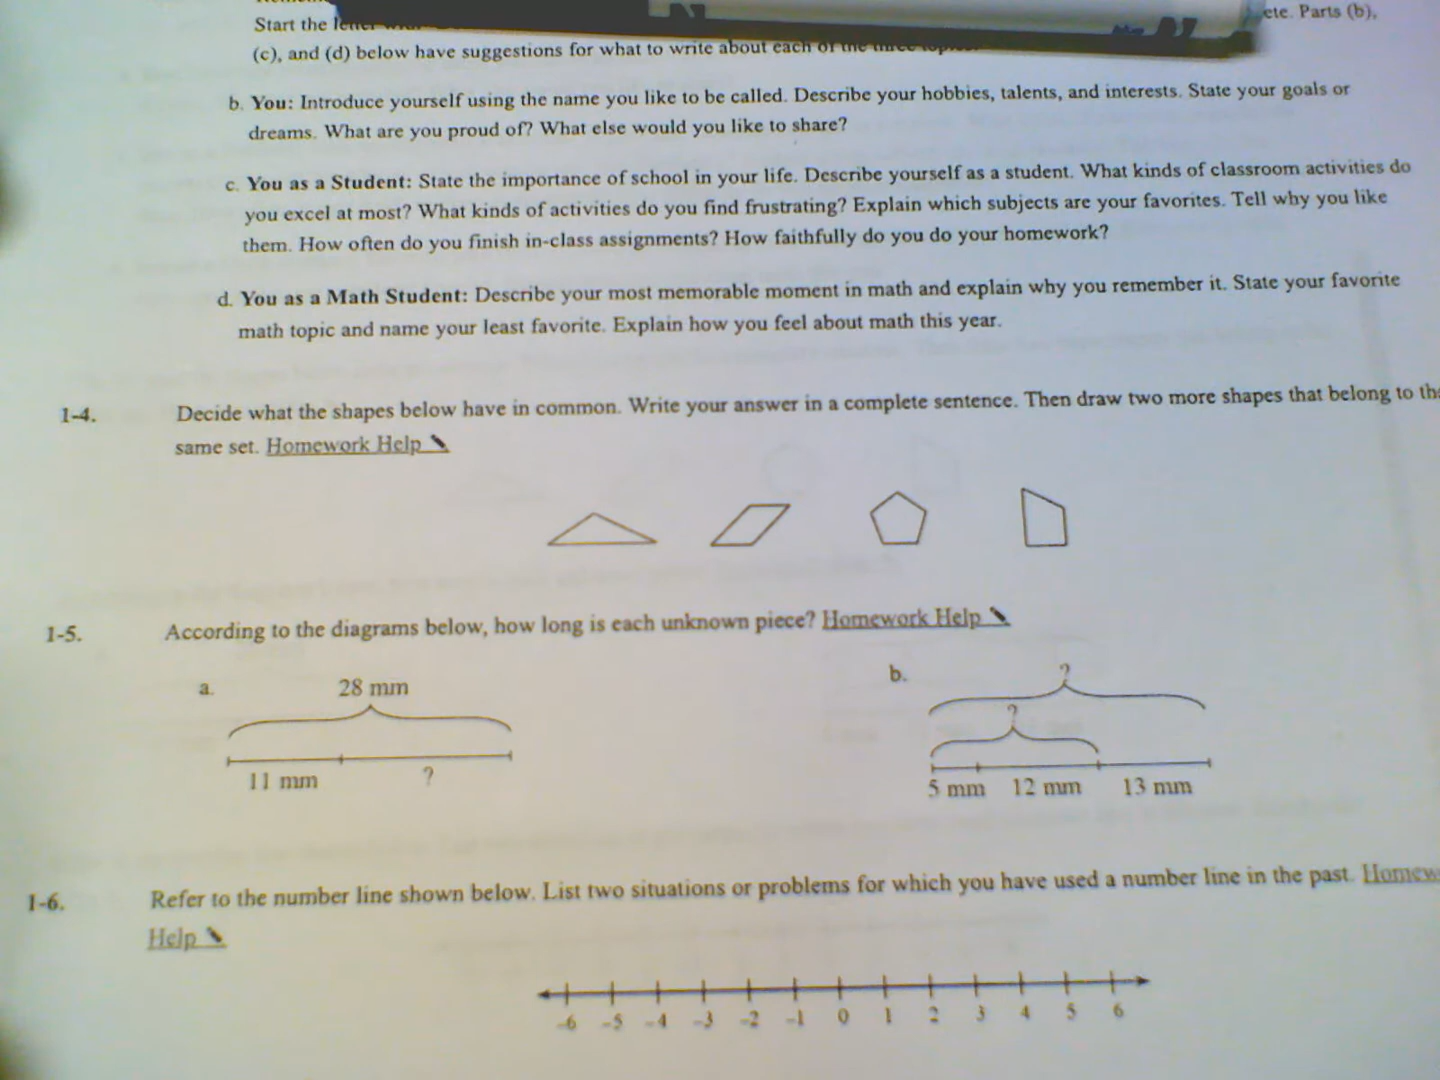 Start the
ete. Parts (b),
(c), and (d) below have suggestions for what to write about each of the three topics.
b. You: Introduce yourself using the name you like to be called. Describe your hobbies, talents, and interests. State your goals or
dreams. What are you proud of? What else would you like to share?
c. You as a Student: State the importance of school in your life. Describe yourself as a student. What kinds of classroom activities do
you excel at most? What kinds of activities do you find frustrating? Explain which subjects are your favorites. Tell why you like
them. How often do you finish in-class assignments? How faithfully do you do your homework?
d. You as a Math Student: Describe your most memorable moment in math and explain why you remember it. State your favorite
math topic and name your least favorite. Explain how you feel about math this year.
1-4. Decide what the shapes below have in common. Write your answer in a complete sentence. Then draw two more shapes that belong to the
same set. Homework Help
1-5. According to the diagrams below, how long is each unknown piece? Homework Help
a. 28 mm
11 mm ?
b. ?
?
5 mm 12 mm 13 mm
1-6. Refer to the number line shown below. List two situations or problems for which you have used a number line in the past. Homew
Help
-6 -5 -4 -3 -2 -1 0 1 2 3 4 5 6